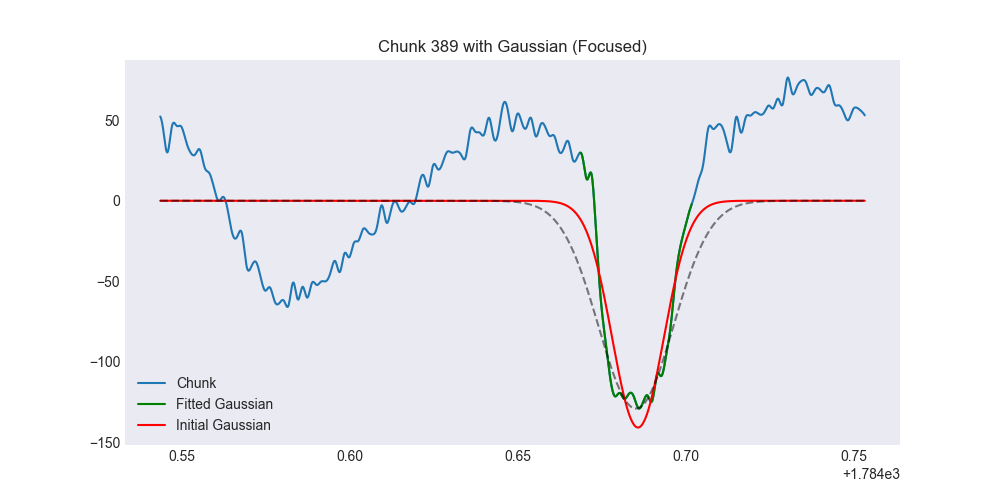 Chunk 389 with Gaussian (Focused)
50
0
−50
−100
−150
Chunk
Fitted Gaussian
Initial Gaussian
0.55 0.60 0.65 0.70 0.75
+1.784e3